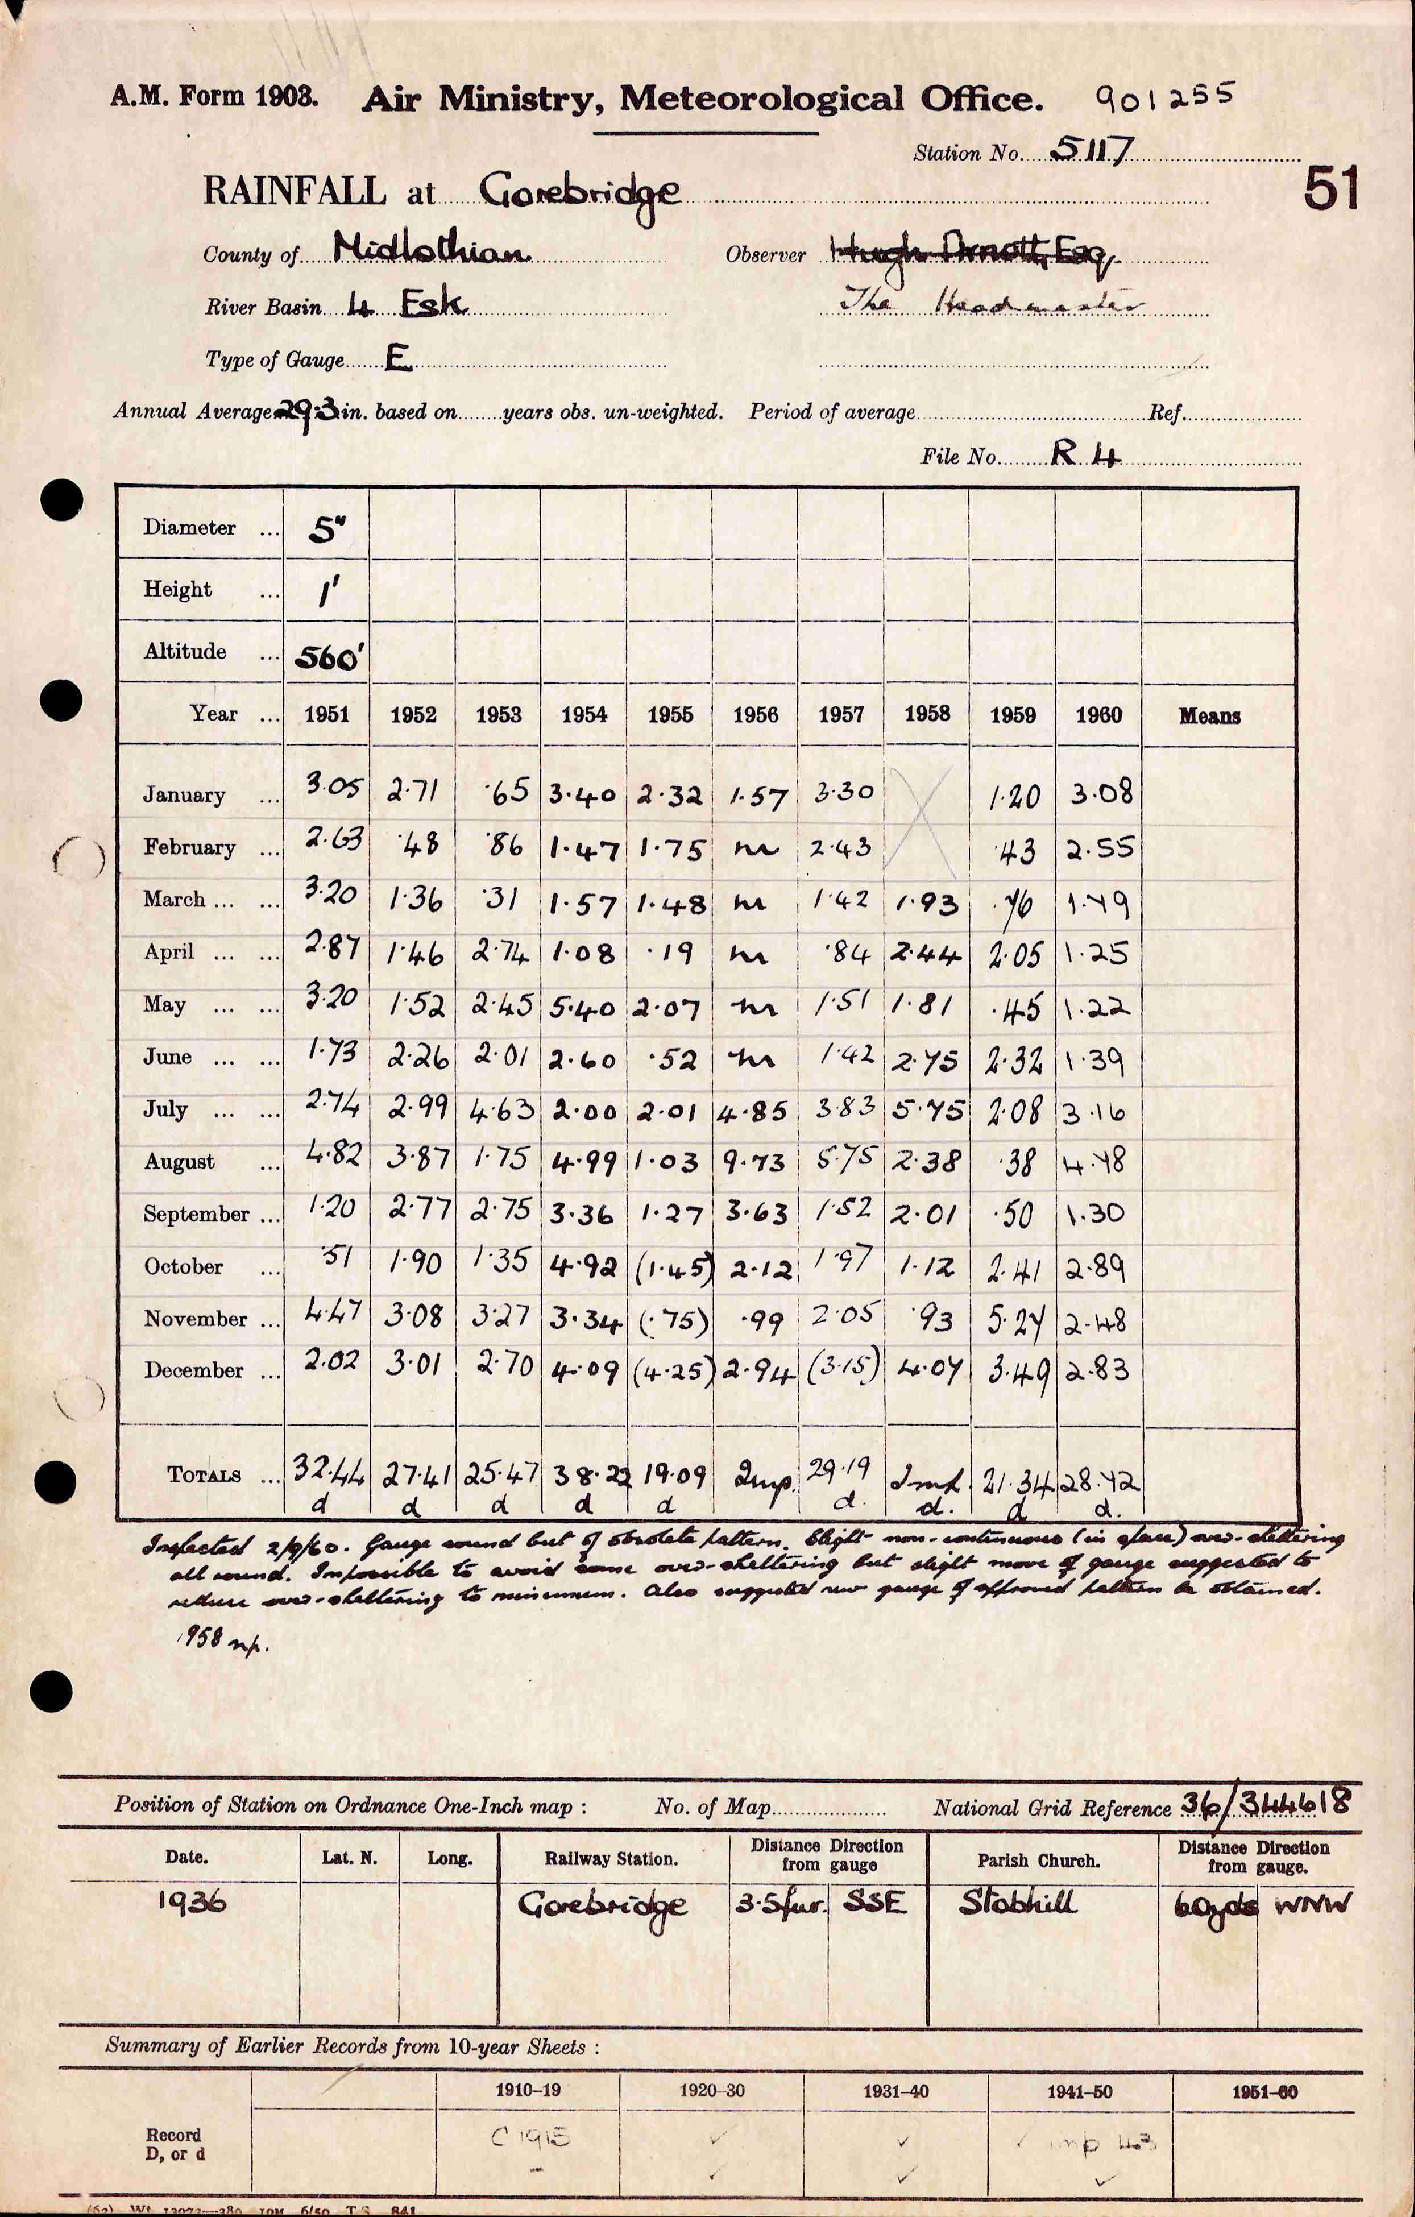 A.M. Form 1903. Air Ministry, Meteorological Office. 901255
Station No. 5117
51
RAINFALL at Gorebridge
County of Midlothian Observer Hugh Arnott, Esq.
River Basin 4 Esk The Headmaster
Type of Gauge E
Annual Average 29.3 in. based on years obs. un-weighted. Period of average Ref.
File No. R 4
Diameter ... 5"
Height ... 1'
Altitude ... 560'
Year ... 1951 1952 1953 1954 1955 1956 1957 1958 1959 1960 Means
January ... 3.05 2.71 .65 3.40 2.32 1.57 3.30 1.20 3.08
February ... 2.63 .48 .86 1.47 1.75 m 2.43 .43 2.55
March ... ... 3.20 1.36 .31 1.57 1.48 m 1.42 1.93 .76 1.79
April ... ... 2.87 1.46 2.74 1.08 .19 m .84 2.44 2.05 1.25
May ... ... 3.20 1.52 2.45 5.40 2.07 m 1.51 1.81 .45 1.22
June ... ... 1.73 2.26 2.01 2.60 .52 m 1.42 2.75 2.32 1.39
July ... ... 2.74 2.99 4.63 2.00 2.01 4.85 3.83 5.75 2.08 3.16
August ... 4.82 3.87 1.75 4.99 1.03 9.73 5.75 2.38 .38 4.78
September ... 1.20 2.77 2.75 3.36 1.27 3.63 1.52 2.01 .50 1.30
October ... .51 1.90 1.35 4.92 (1.45) 2.12 1.97 1.12 2.41 2.89
November ... 4.47 3.08 3.27 3.34 (.75) .99 2.05 .93 5.27 2.48
December ... 2.02 3.01 2.70 4.09 (4.25) 2.94 (3.15) 4.07 3.49 2.83
TOTALS ... 32.44 27.41 25.47 38.22 19.09 Imp. 29.19 21.34 28.42
d d d d d d. d. d d.
Inspected 2/9/60. Gauge sound but of obsolete pattern. Slight non-continuous (in place) over-sheltering
all round. Impossible to avoid some over-sheltering but slight move of gauge suggested to
reduce over-sheltering to minimum. Also suggested new gauge of approved pattern be obtained.
1958 np.
Position of Station on Ordnance One-Inch map : No. of Map National Grid Reference 36/344618
Date. Lat. N. Long. Railway Station. Distance Direction from gauge Parish Church. Distance Direction from gauge.
1936 Gorebridge 3.5 fur. SSE Stobhill 60 yds WNW
Summary of Earlier Records from 10-year Sheets :
1910–19 1920–30 1931–40 1941–50 1951–60
Record C 1915 ✓ ✓ ✓ imp 43
D, or d – ✓ ✓ ✓